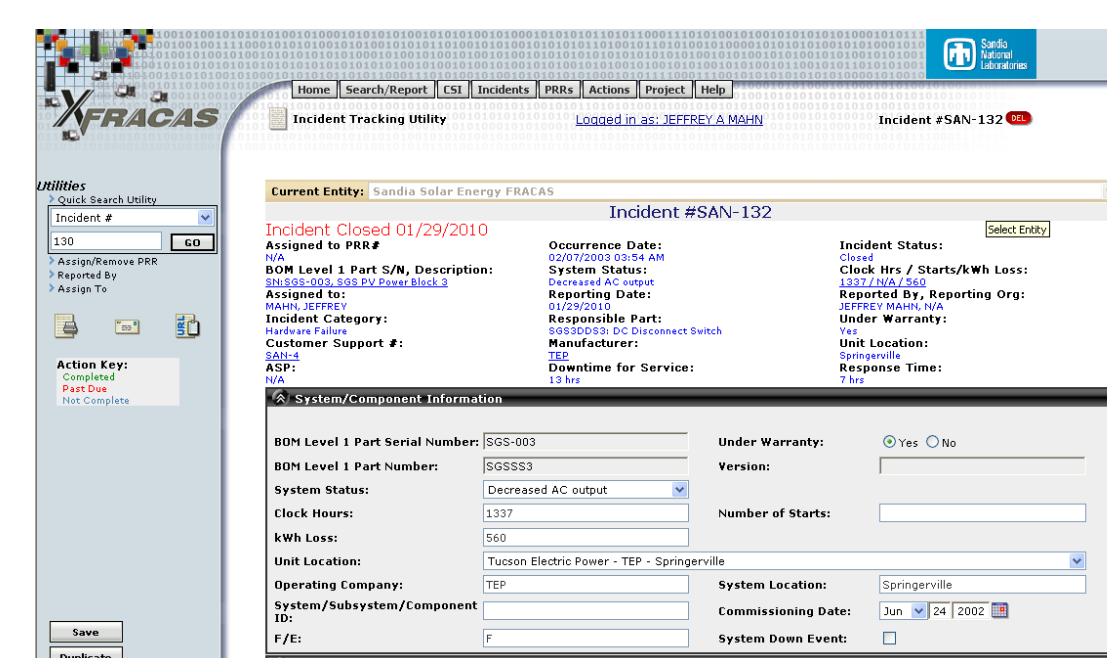 Sandia
National
Laboratories
Home Search/Report CSI Incidents PRRs Actions Project Help
XFRACAS
Incident Tracking Utility Logged in as: JEFFREY A MAHN Incident #SAN-132 DEL
Utilities
Quick Search Utility
Incident #
130 GO
Assign/Remove PRR
Reported By
Assign To
URL
Action Key:
Completed
Past Due
Not Complete
Save
Duplicate
Current Entity: Sandia Solar Energy FRACAS
Incident #SAN-132
Select Entity
Incident Closed 01/29/2010
Assigned to PRR# Occurrence Date: Incident Status:
N/A 02/07/2003 03:54 AM Closed
BOM Level 1 Part S/N, Description: System Status: Clock Hrs / Starts/kWh Loss:
SN:SGS-003, SGS PV Power Block 3 Decreased AC output 1337 / N/A / 560
Assigned to: Reporting Date: Reported By, Reporting Org:
MAHN, JEFFREY 01/29/2010 JEFFREY MAHN, N/A
Incident Category: Responsible Part: Under Warranty:
Hardware Failure SGS3DDS3: DC Disconnect Switch Yes
Customer Support #: Manufacturer: Unit Location:
SAN-4 TEP Springerville
ASP: Downtime for Service: Response Time:
N/A 13 hrs 7 hrs
System/Component Information
BOM Level 1 Part Serial Number: SGS-003 Under Warranty: Yes No
BOM Level 1 Part Number: SGSSS3 Version:
System Status: Decreased AC output
Clock Hours: 1337 Number of Starts:
kWh Loss: 560
Unit Location: Tucson Electric Power - TEP - Springerville
Operating Company: TEP System Location: Springerville
System/Subsystem/Component ID: Commissioning Date: Jun 24 2002
F/E: F System Down Event: